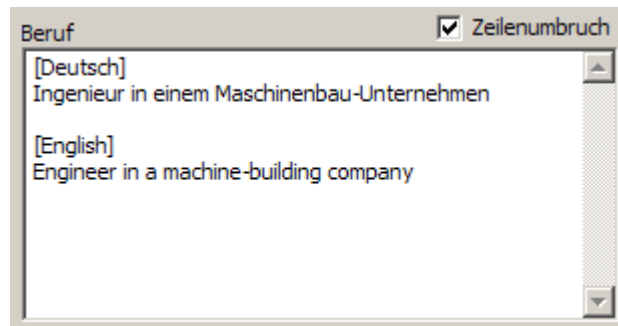 Beruf Zeilenumbruch
[Deutsch]
Ingenieur in einem Maschinenbau-Unternehmen
[English]
Engineer in a machine-building company